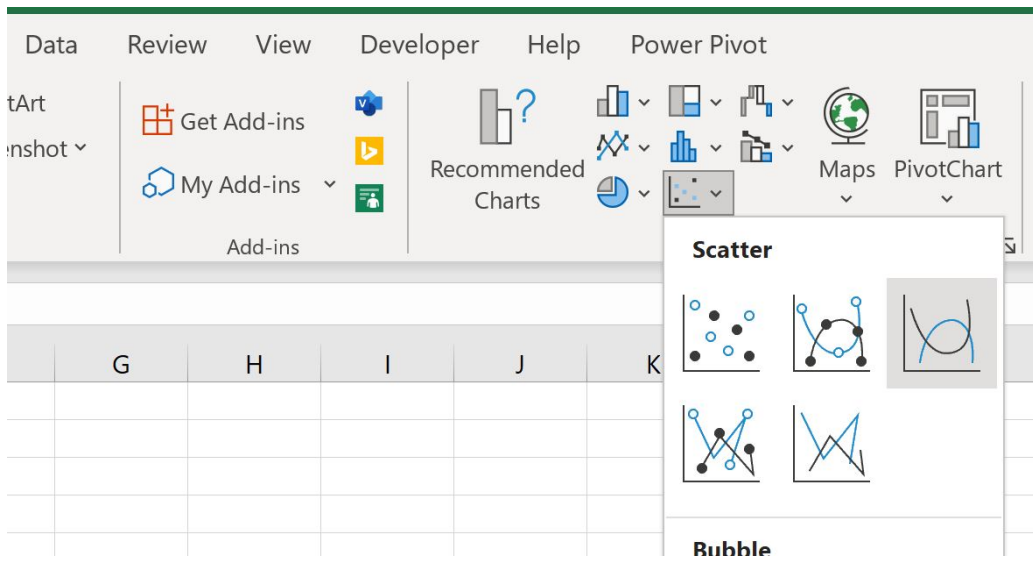 Data Review View Developer Help Power Pivot
tArt
enshot
Get Add-ins
My Add-ins
Add-ins
Recommended
Charts
Maps
PivotChart
Scatter
G H I J K
Bubble